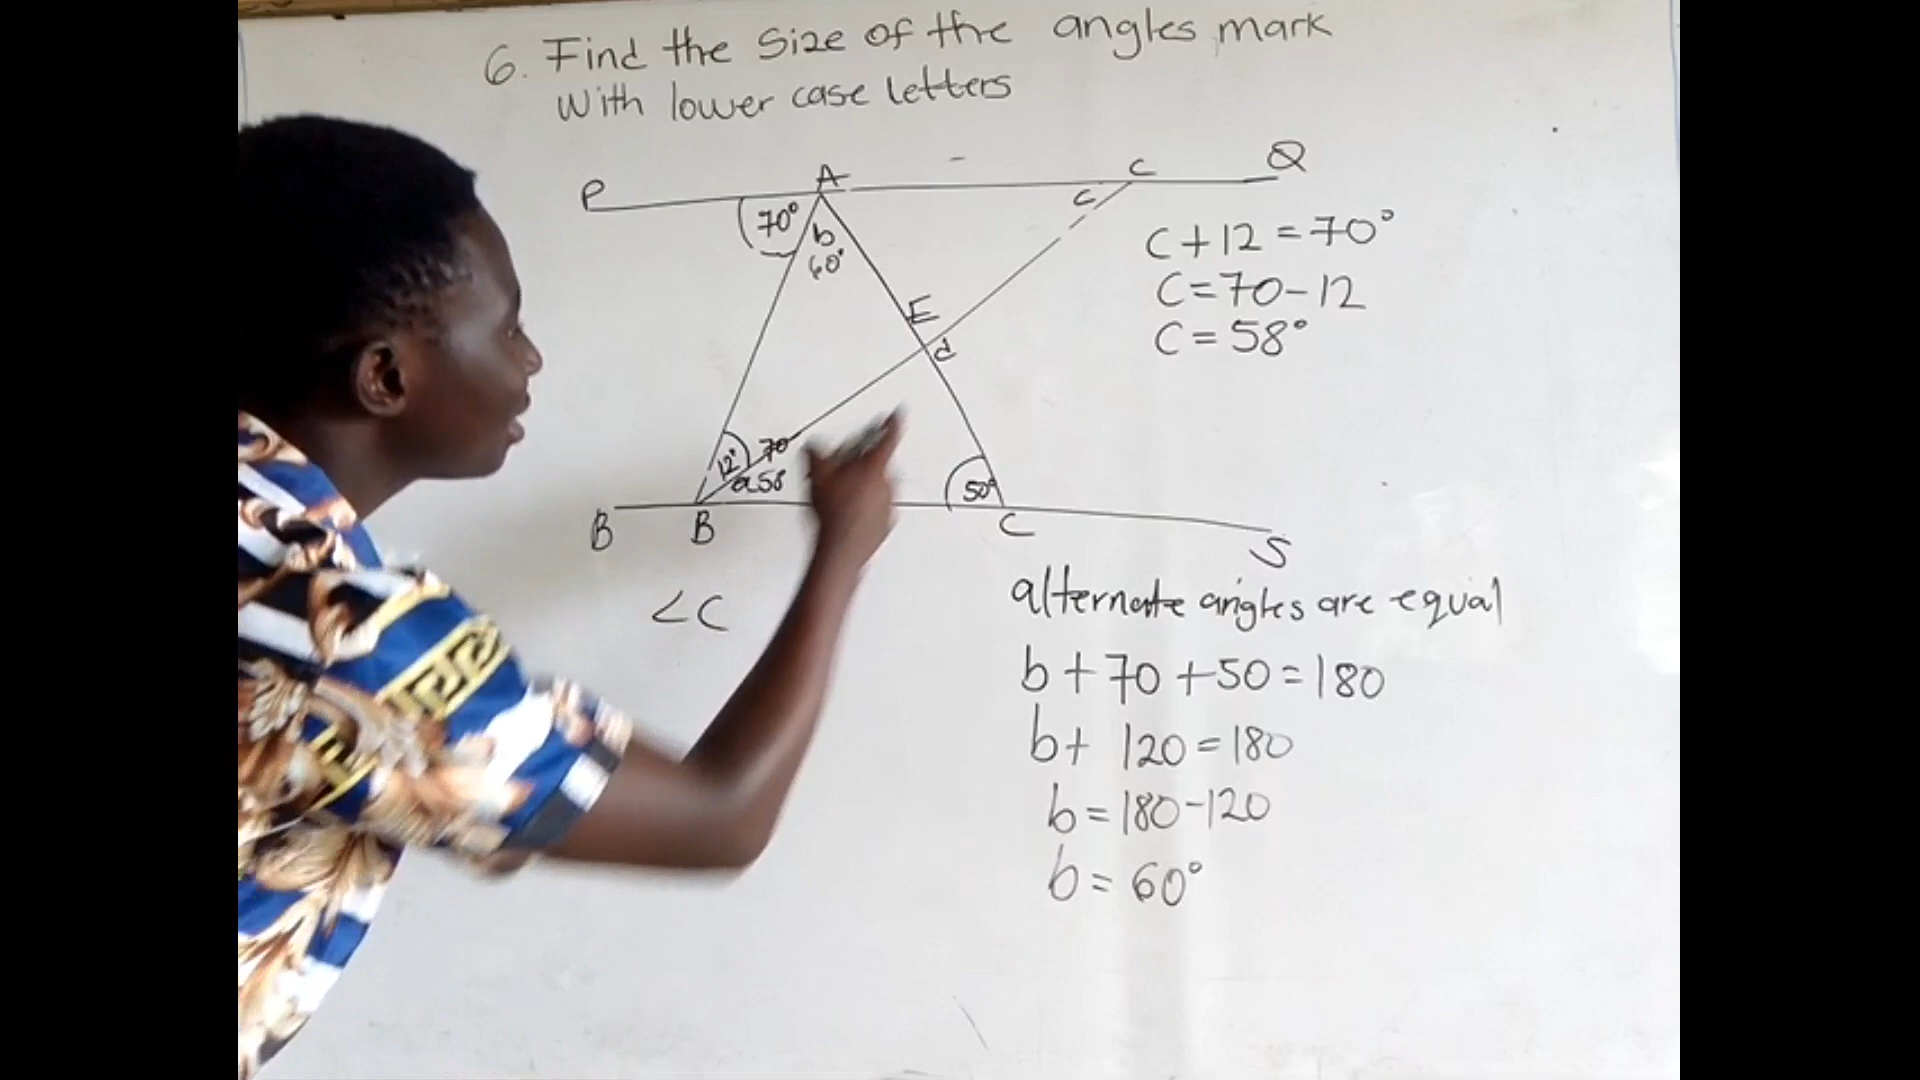 6. Find the Size of the angles mark
With lower case letters
A
C
Q
P
c
70°
b
60°
C+12=70°
C=70-12
C=58°
E
d
12°
70
a 58
50°
B
B
C
S
<C
alternate angles are equal
b+70+50=180
b+ 120=180
b=180-120
b=60°